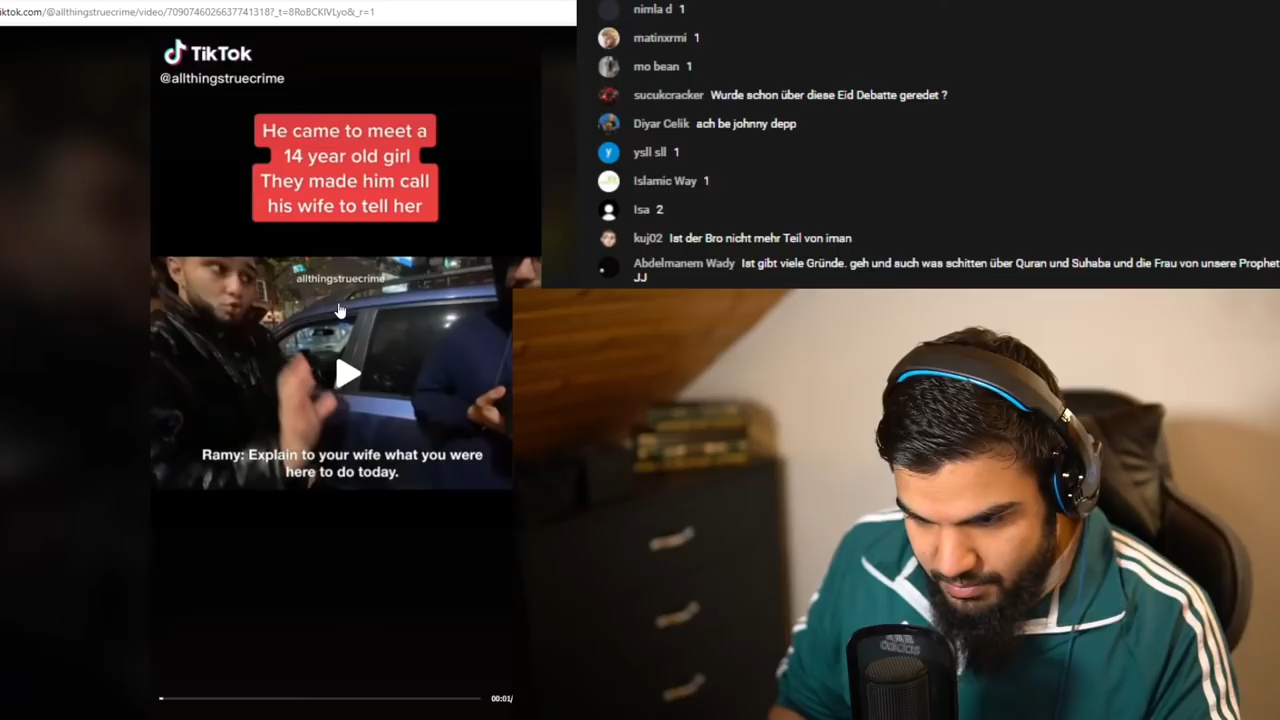 iktok.com/@allthingstruecrime/video/7090746026637741318?_t=8RoBCKlVLyo&_r=1
TikTok
@allthingstruecrime
He came to meet a
14 year old girl
They made him call
his wife to tell her
allthingstruecrime
Ramy: Explain to your wife what you were
here to do today.
00:01/
nimla d 1
matinxrmi 1
mo bean 1
sucukcracker Wurde schon über diese Eid Debatte geredet ?
Diyar Celik ach be johnny depp
y ysll sll 1
Islamic Way 1
Isa 2
kuj02 Ist der Bro nicht mehr Teil von iman
Abdelmanem Wady Ist gibt viele Gründe. geh und such was schitten über Quran und Suhaba und die Frau von unsere Prophet
JJ
adidas